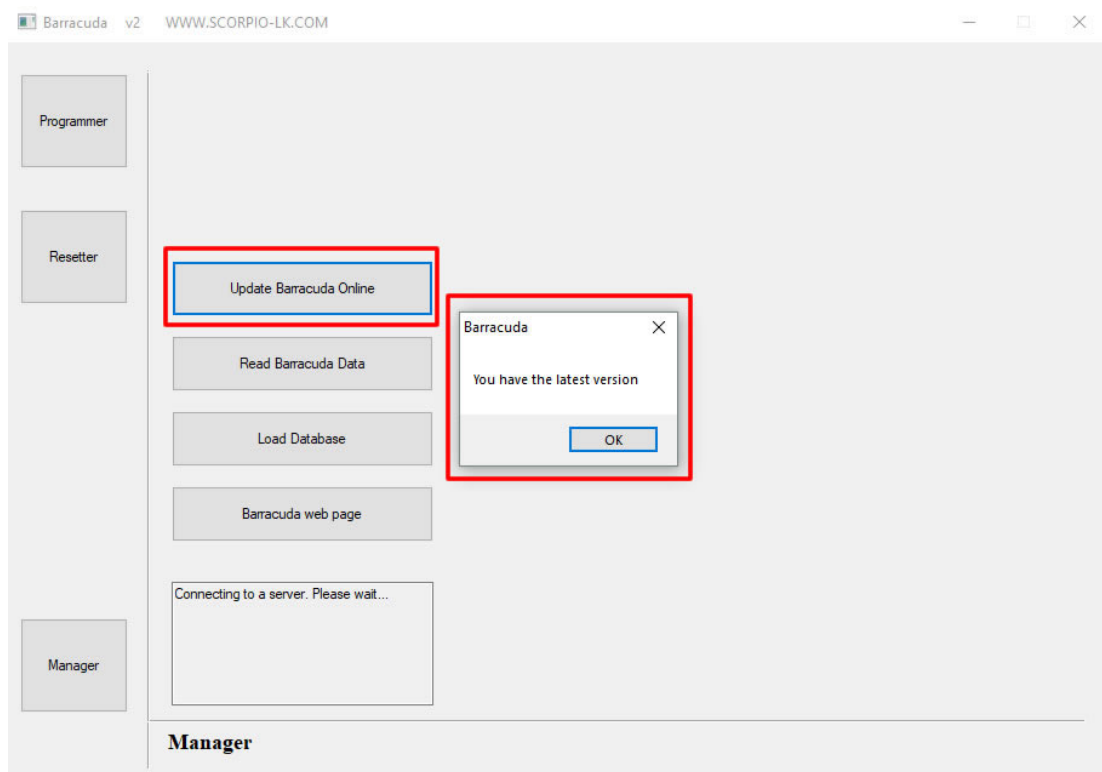 Barracuda v2 WWW.SCORPIO-LK.COM
Programmer
Resetter
Update Barracuda Online
Read Barracuda Data
Load Database
Barracuda web page
Barracuda
You have the latest version
OK
Connecting to a server. Please wait...
Manager
Manager